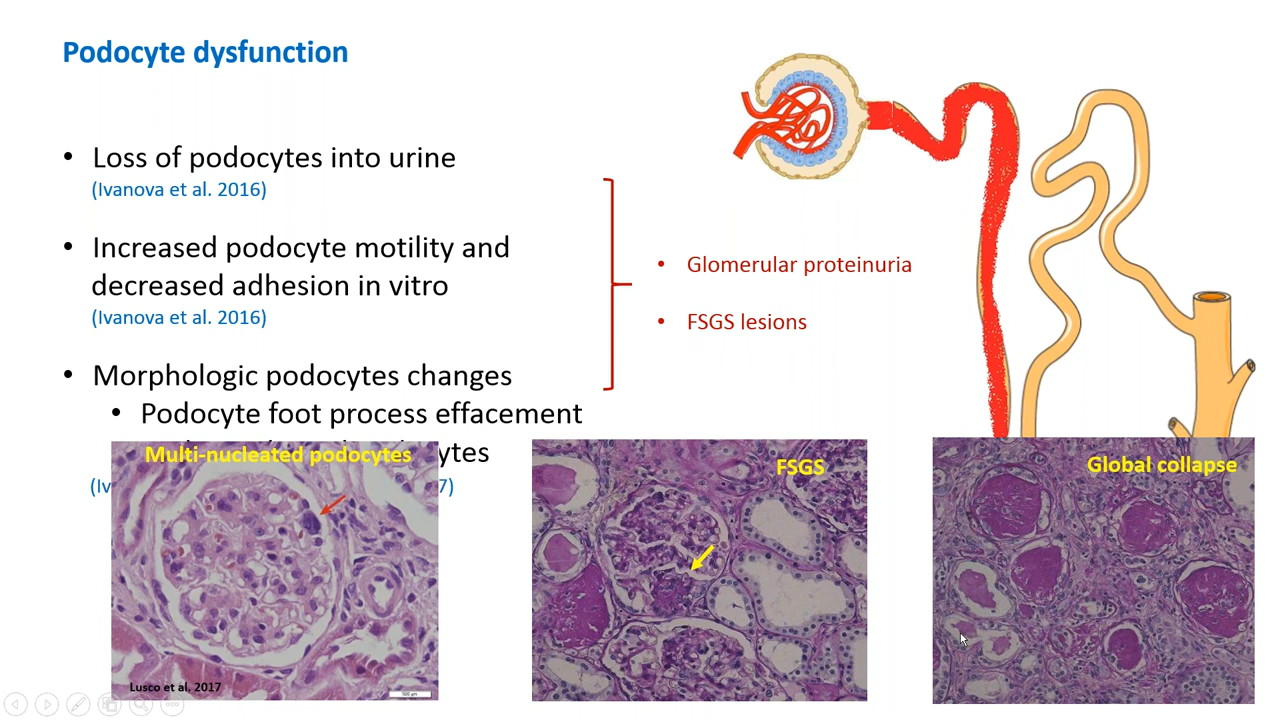 Podocyte dysfunction
• Loss of podocytes into urine
(Ivanova et al. 2016)
• Increased podocyte motility and
decreased adhesion in vitro
(Ivanova et al. 2016)
• Morphologic podocytes changes
• Podocyte foot process effacement
ytes
(Iv
7)
• Glomerular proteinuria
• FSGS lesions
Multi-nucleated podocytes
Lusco et al. 2017
FSGS
Global collapse